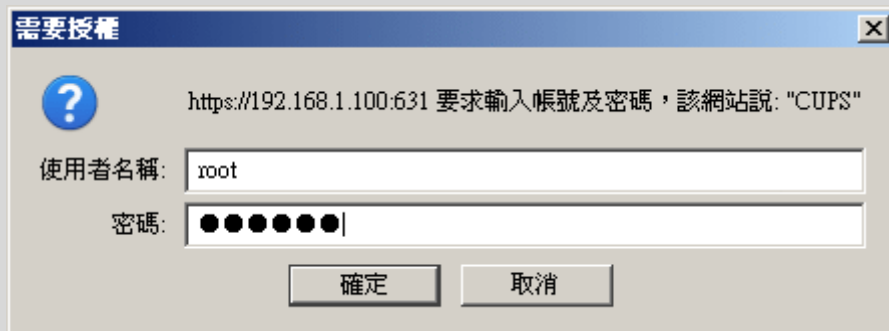 需要授權
https://192.168.1.100:631 要求輸入帳號及密碼，該網站說: "CUPS"
使用者名稱: root
密碼: ●●●●●●
確定 取消